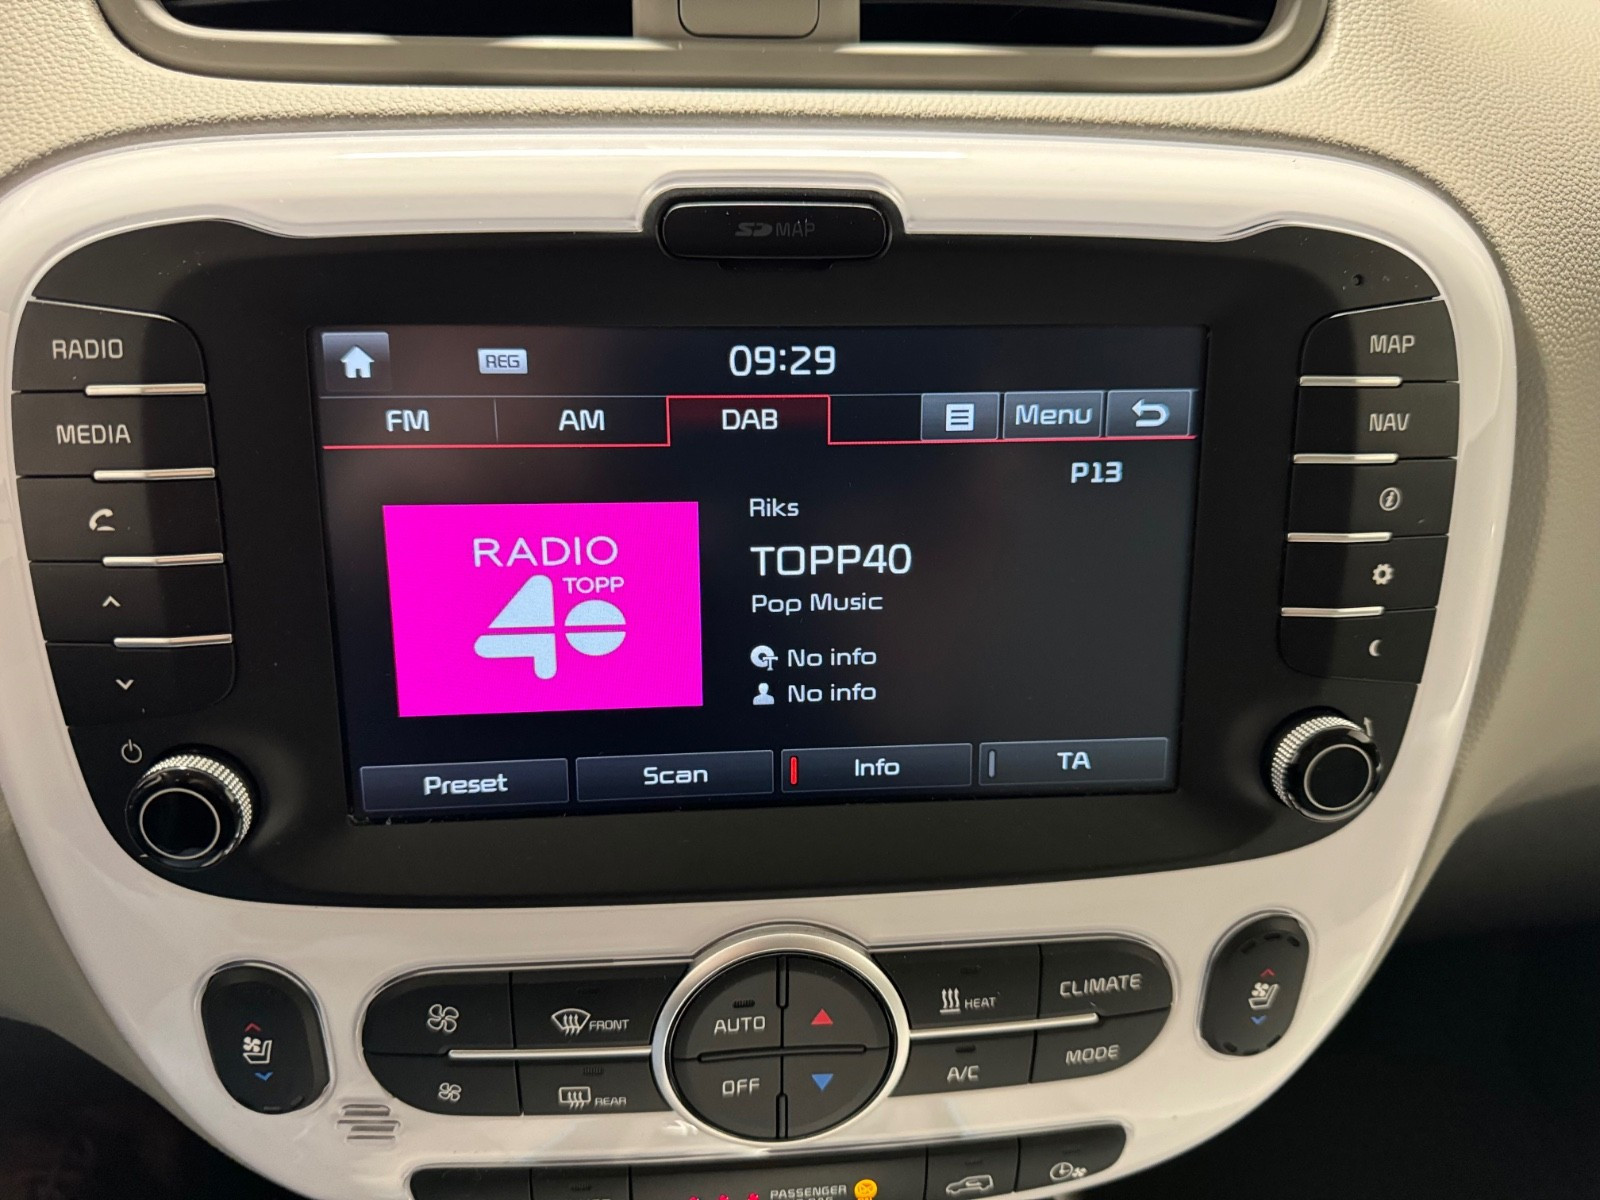 SD MAP
RADIO
MEDIA
MAP
NAV
REG
09:29
FM
AM
DAB
Menu
P13
RADIO
TOPP
40
Riks
TOPP40
Pop Music
No info
No info
Preset
Scan
Info
TA
FRONT
REAR
AUTO
OFF
HEAT
CLIMATE
A/C
MODE
PASSENGER